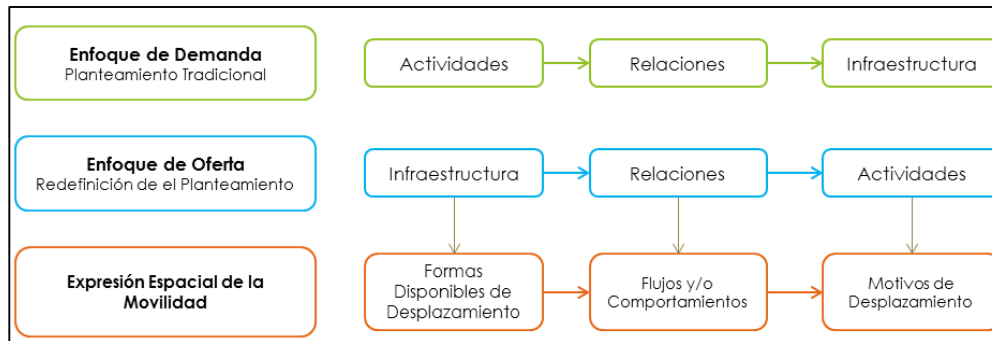 Enfoque de Demanda
Planteamiento Tradicional
Actividades
Relaciones
Infraestructura
Enfoque de Oferta
Redefinición de el Planteamiento
Infraestructura
Relaciones
Actividades
Expresión Espacial de la
Movilidad
Formas
Disponibles de
Desplazamiento
Flujos y/o
Comportamientos
Motivos de
Desplazamiento